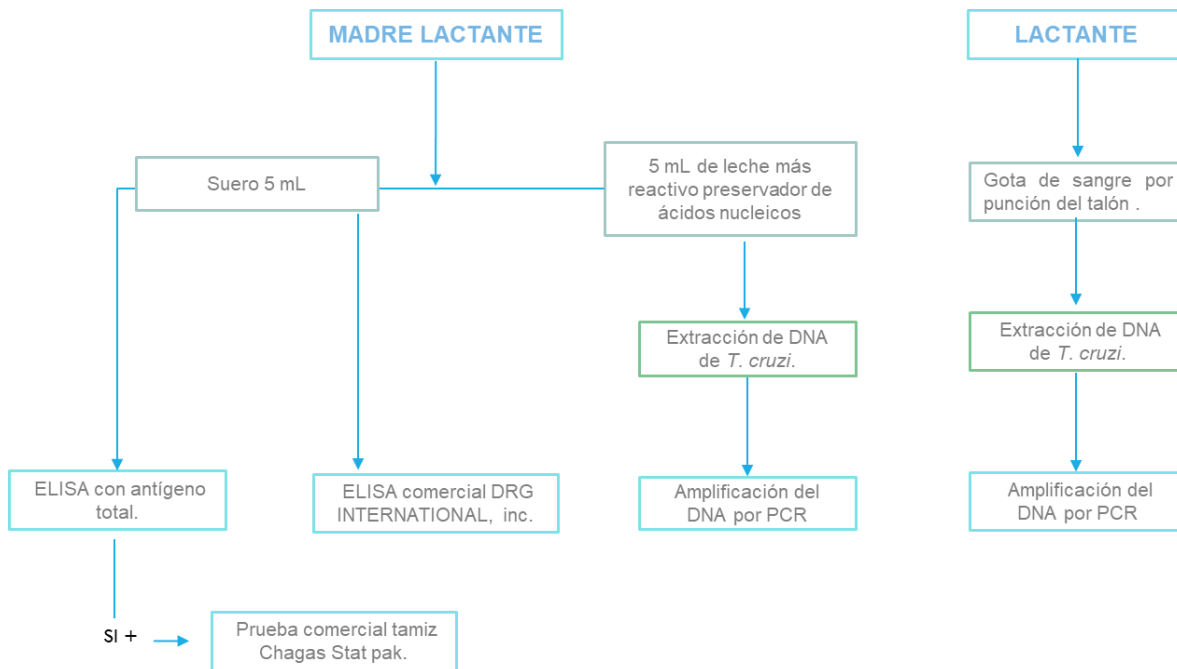 MADRE LACTANTE
LACTANTE
Suero 5 mL
5 mL de leche más
reactivo preservador de
ácidos nucleicos
Gota de sangre por
punción del talón .
Extracción de DNA
de T. cruzi.
Extracción de DNA
de T. cruzi.
ELISA con antígeno
total.
ELISA comercial DRG
INTERNATIONAL, inc.
Amplificación del
DNA por PCR
Amplificación del
DNA por PCR
SI +
Prueba comercial tamiz
Chagas Stat pak.